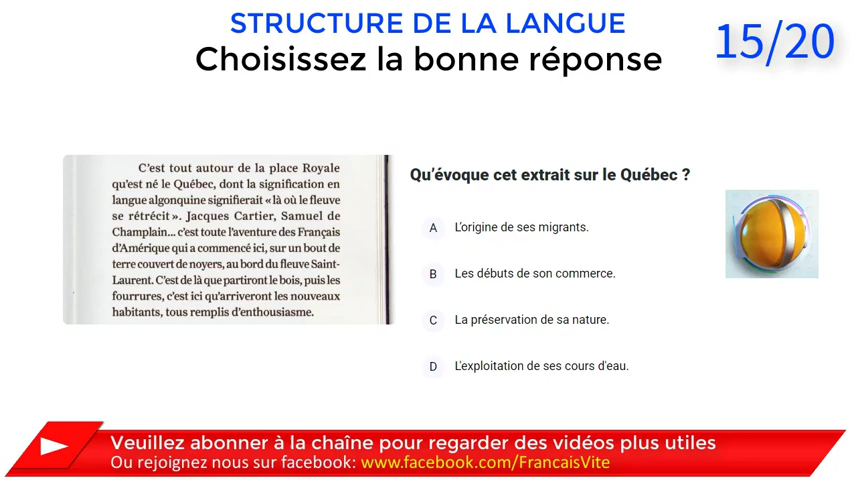 STRUCTURE DE LA LANGUE
Choisissez la bonne réponse
15/20
C'est tout autour de la place Royale
qu'est né le Québec, dont la signification en
langue algonquine signifierait « là où le fleuve
se rétrécit ». Jacques Cartier, Samuel de
Champlain... c'est toute l'aventure des Français
d'Amérique qui a commencé ici, sur un bout de
terre couvert de noyers, au bord du fleuve Saint-
Laurent. C'est de là que partiront le bois, puis les
fourrures, c'est ici qu'arriveront les nouveaux
habitants, tous remplis d'enthousiasme.
Qu'évoque cet extrait sur le Québec ?
A L'origine de ses migrants.
B Les débuts de son commerce.
C La préservation de sa nature.
D L'exploitation de ses cours d'eau.
Veuillez abonner à la chaîne pour regarder des vidéos plus utiles
Ou rejoignez nous sur facebook: www.facebook.com/FrancaisVite